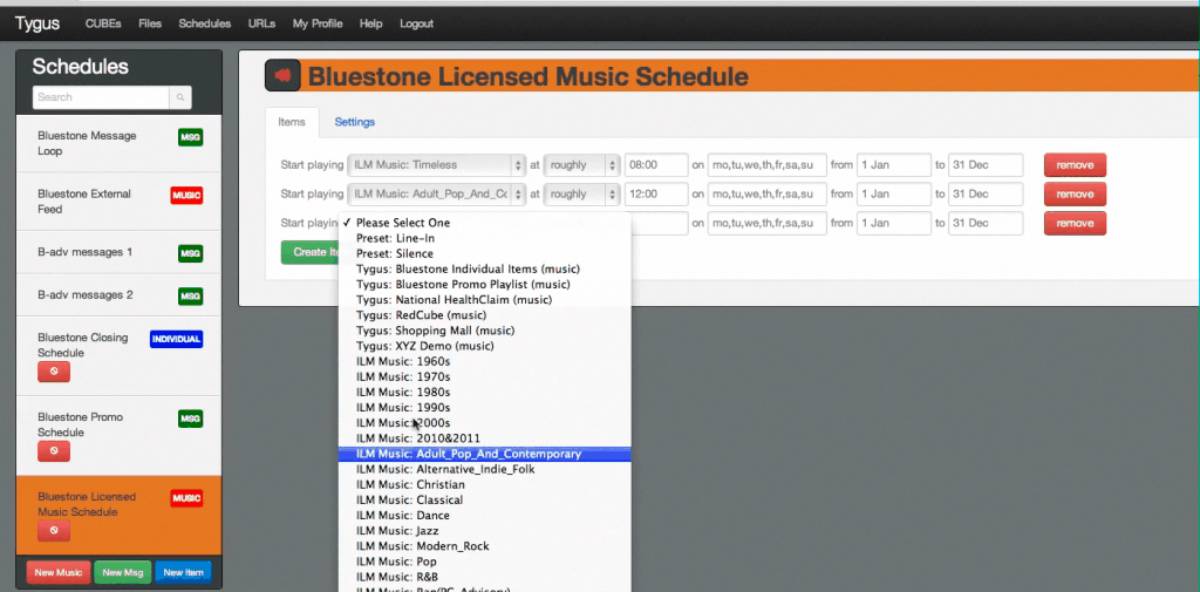 Tygus CUBEs Files Schedules URLs My Profile Help Logout
Schedules
Search
Bluestone Message
Loop
MSG
Bluestone External
Feed
MUSIC
B-adv messages 1
MSG
B-adv messages 2
MSG
Bluestone Closing
Schedule
INDIVIDUAL
Bluestone Promo
Schedule
MSG
Bluestone Licensed
Music Schedule
MUSIC
New Music New Msg New Item
Bluestone Licensed Music Schedule
Items Settings
Start playing ILM Music: Timeless at roughly 08:00 on mo,tu,we,th,fr,sa,su from 1 Jan to 31 Dec remove
Start playing ILM Music: Adult_Pop_And_Cc at roughly 12:00 on mo,tu,we,th,fr,sa,su from 1 Jan to 31 Dec remove
Start playin ✓ Please Select One on mo,tu,we,th,fr,sa,su from 1 Jan to 31 Dec remove
Create Ite
Preset: Line-In
Preset: Silence
Tygus: Bluestone Individual Items (music)
Tygus: Bluestone Promo Playlist (music)
Tygus: National HealthClaim (music)
Tygus: RedCube (music)
Tygus: Shopping Mall (music)
Tygus: XYZ Demo (music)
ILM Music: 1960s
ILM Music: 1970s
ILM Music: 1980s
ILM Music: 1990s
ILM Music: 2000s
ILM Music: 2010&2011
ILM Music: Adult_Pop_And_Contemporary
ILM Music: Alternative_Indie_Folk
ILM Music: Christian
ILM Music: Classical
ILM Music: Dance
ILM Music: Jazz
ILM Music: Modern_Rock
ILM Music: Pop
ILM Music: R&B
ILM Music: Rap(PG_Advisory)